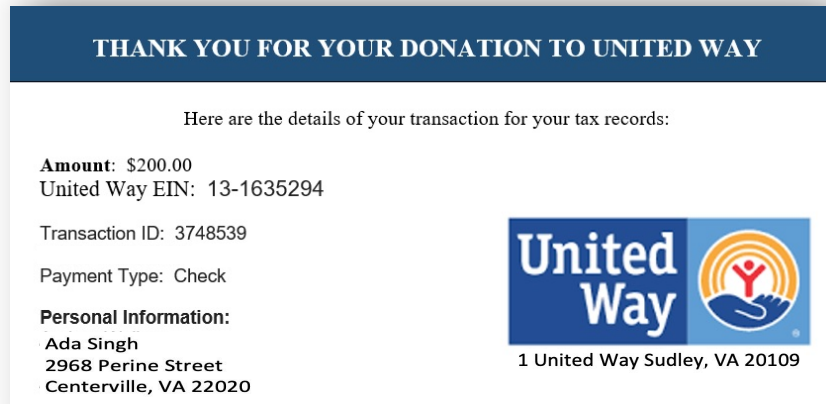 THANK YOU FOR YOUR DONATION TO UNITED WAY
Here are the details of your transaction for your tax records:
Amount: $200.00
United Way EIN: 13-1635294
Transaction ID: 3748539
Payment Type: Check
Personal Information:
Ada Singh
2968 Perine Street
Centerville, VA 22020
United
Way
®
1 United Way Sudley, VA 20109